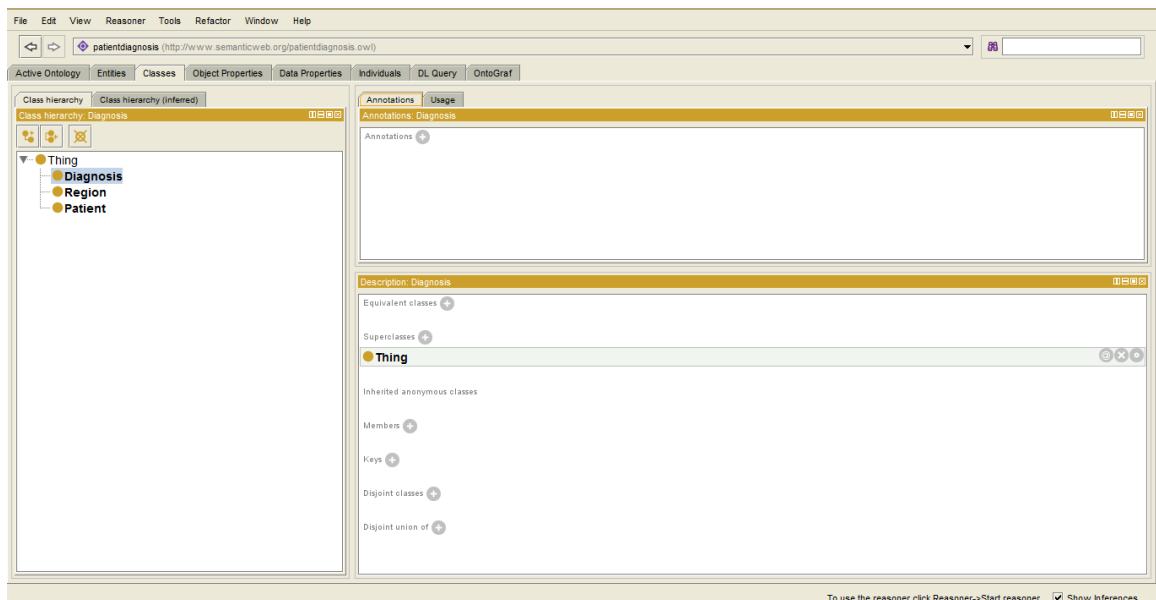 File Edit View Reasoner Tools Refactor Window Help
patientdiagnosis (http://www.semanticweb.org/patientdiagnosis.owl)
Active Ontology Entities Classes Object Properties Data Properties Individuals DL Query OntoGraf
Class hierarchy Class hierarchy (inferred)
Class hierarchy: Diagnosis
Thing
Diagnosis
Region
Patient
Annotations Usage
Annotations: Diagnosis
Annotations
Description: Diagnosis
Equivalent classes
Superclasses
Thing
Inherited anonymous classes
Members
Keys
Disjoint classes
Disjoint union of
To use the reasoner click Reasoner->Start reasoner Show Inferences